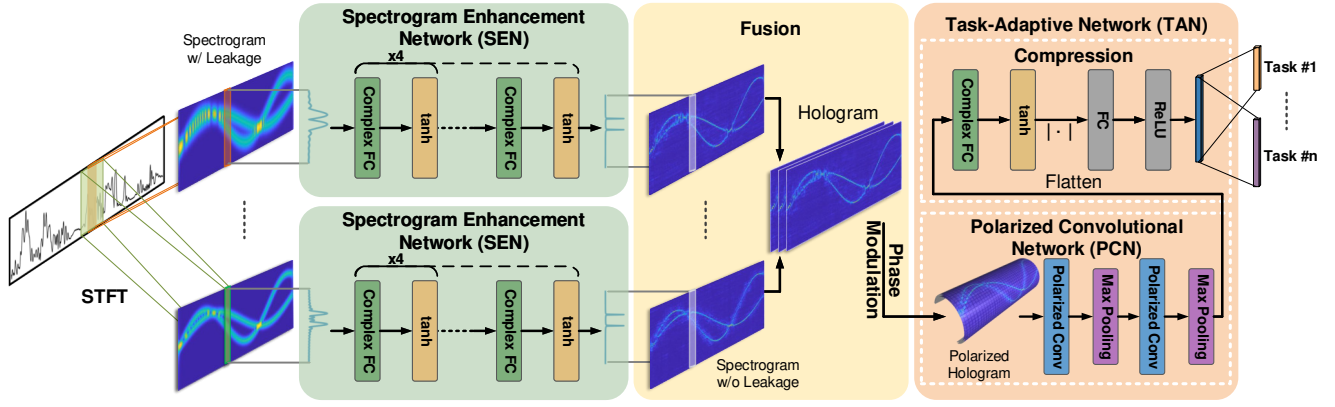 STFT
Spectrogram
w/ Leakage
Spectrogram Enhancement
Network (SEN)
x4
Complex FC
tanh
Complex FC
tanh
Spectrogram Enhancement
Network (SEN)
x4
Complex FC
tanh
Complex FC
tanh
Fusion
Hologram
Spectrogram
w/o Leakage
Phase
Modulation
Task-Adaptive Network (TAN)
Compression
Complex FC
tanh
| · |
FC
ReLU
Flatten
Task #1
Task #n
Polarized Convolutional
Network (PCN)
Polarized
Hologram
Polarized Conv
Max Pooling
Polarized Conv
Max Pooling